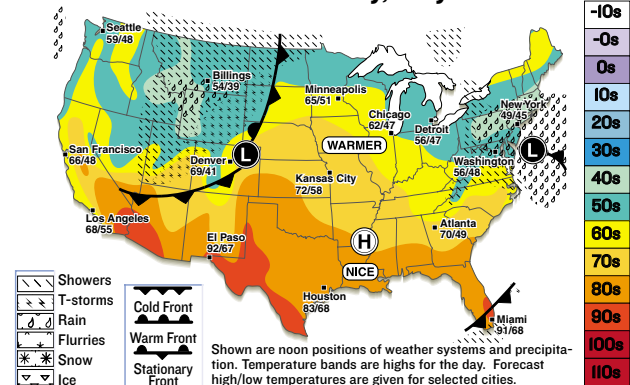 Seattle
59/48
Billings
54/39
Minneapolis
65/51
Chicago
62/47
Detroit
56/47
New York
49/45
WARMER
San Francisco
66/48
Denver
69/41
L
L
Washington
56/48
Kansas City
72/58
Los Angeles
68/55
El Paso
92/67
Atlanta
70/49
H
NICE
Houston
83/68
Miami
91/68
Showers
T-storms
Rain
Flurries
Snow
Ice
Cold Front
Warm Front
Stationary
Front
Shown are noon positions of weather systems and precipita-
tion. Temperature bands are highs for the day. Forecast
high/low temperatures are given for selected cities.
-10s
-0s
0s
10s
20s
30s
40s
50s
60s
70s
80s
90s
100s
110s